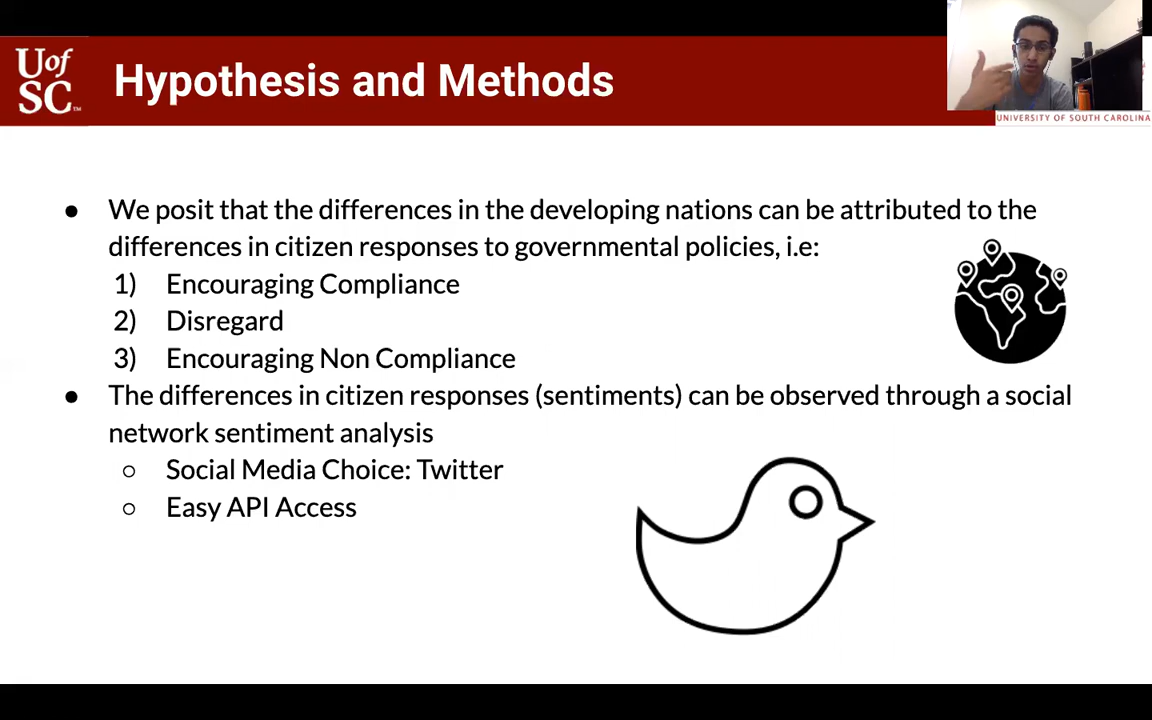 U of
SC™
Hypothesis and Methods
UNIVERSITY OF SOUTH CAROLINA
● We posit that the differences in the developing nations can be attributed to the
differences in citizen responses to governmental policies, i.e:
1) Encouraging Compliance
2) Disregard
3) Encouraging Non Compliance
● The differences in citizen responses (sentiments) can be observed through a social
network sentiment analysis
○ Social Media Choice: Twitter
○ Easy API Access